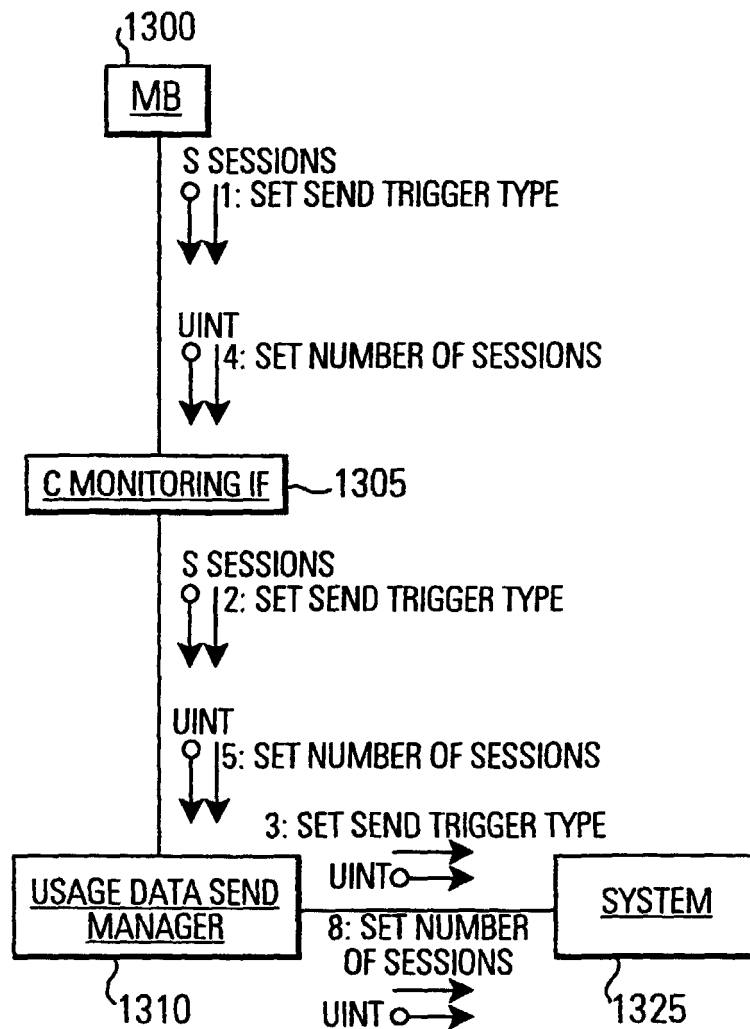 1300
MB
S SESSIONS
1: SET SEND TRIGGER TYPE
UINT
4: SET NUMBER OF SESSIONS
C MONITORING IF
1305
S SESSIONS
2: SET SEND TRIGGER TYPE
UINT
5: SET NUMBER OF SESSIONS
3: SET SEND TRIGGER TYPE
UINT
USAGE DATA SEND
MANAGER
SYSTEM
8: SET NUMBER
OF SESSIONS
UINT
1310
1325